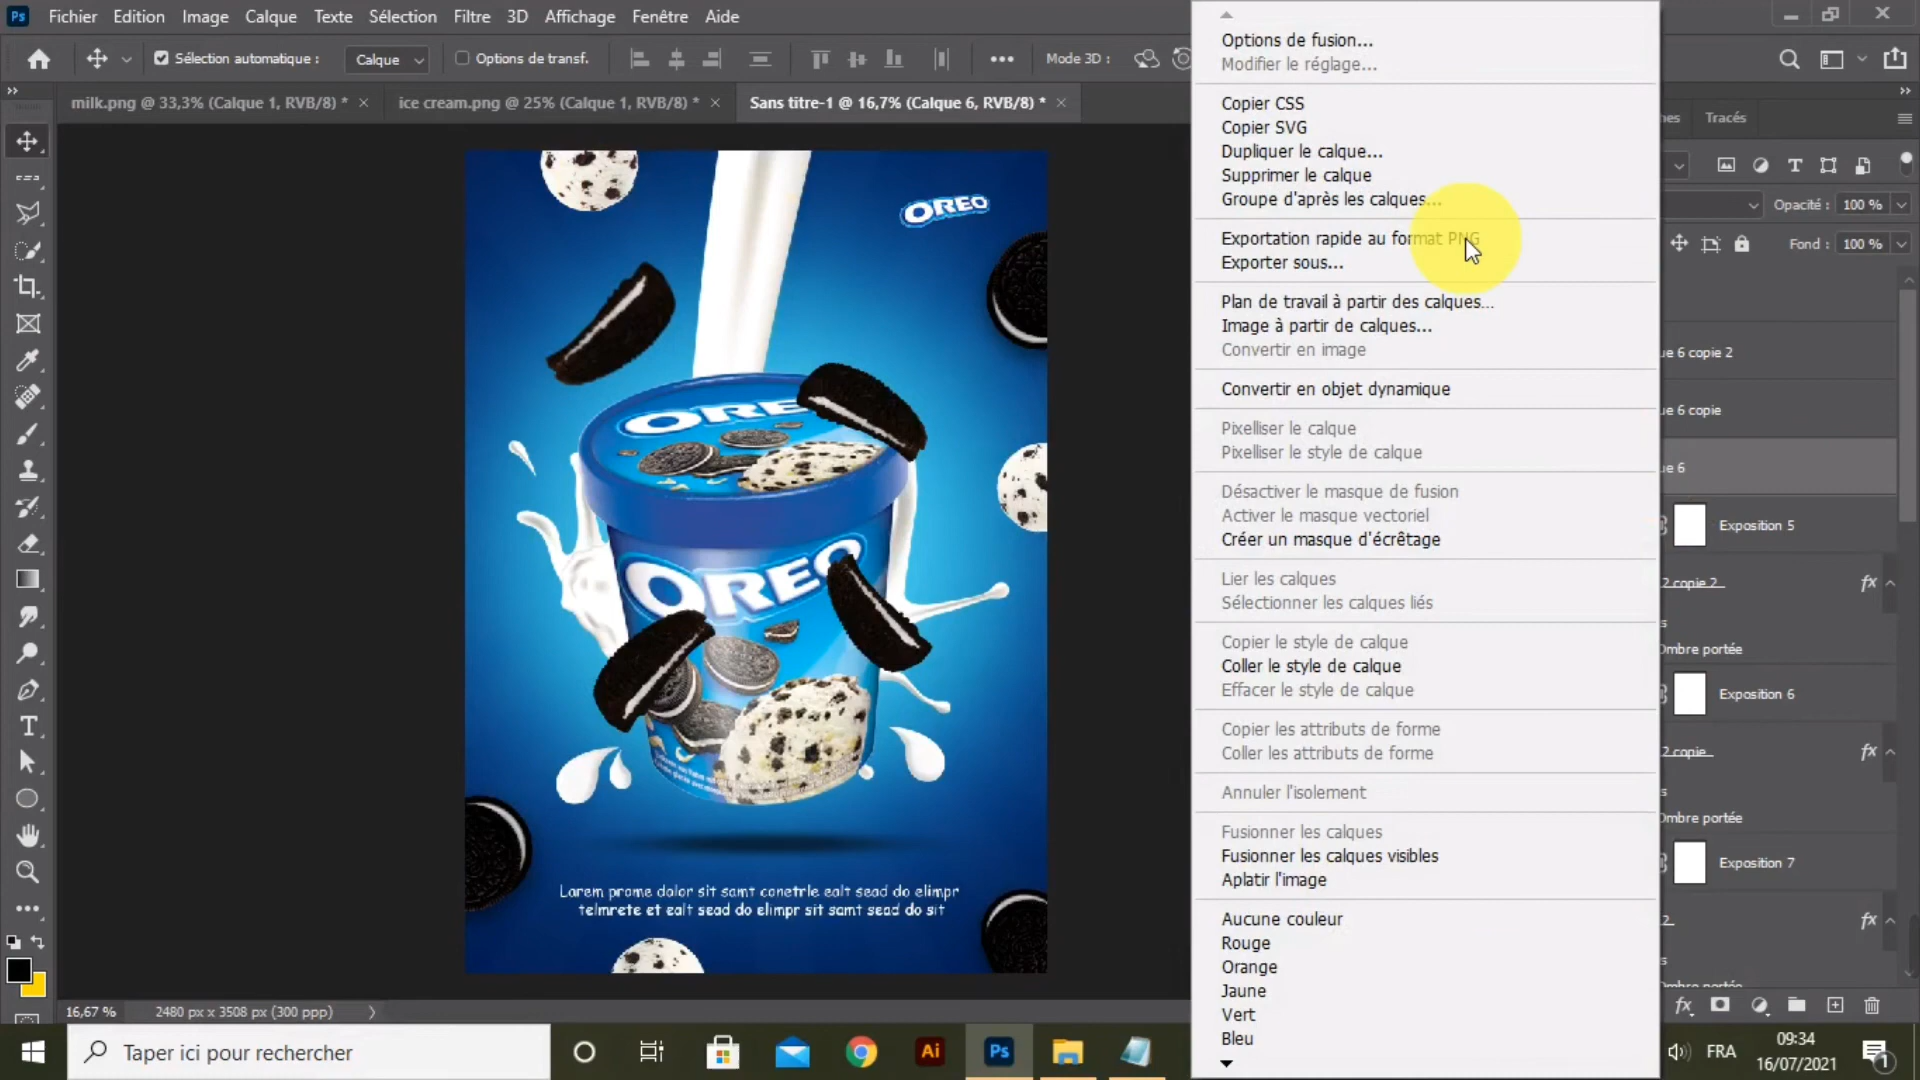 Fichier Edition Image Calque Texte Sélection Filtre 3D Affichage Fenêtre Aide
Sélection automatique : Calque Options de transf. Mode 3D :
milk.png @ 33,3% (Calque 1, RVB/8) * ice cream.png @ 25% (Calque 1, RVB/8) * Sans titre-1 @ 16,7% (Calque 6, RVB/8) *
OREO
ORE
OREO
Larem prame dalar sit samt canetrle ealt sead do elimpr
telmrete et ealt sead do elimpr sit samt sead do sit
Options de fusion...
Modifier le réglage...
Copier CSS
Copier SVG
Dupliquer le calque...
Supprimer le calque
Groupe d'après les calques...
Exportation rapide au format PNG
Exporter sous...
Plan de travail à partir des calques...
Image à partir de calques...
Convertir en image
Convertir en objet dynamique
Pixelliser le calque
Pixelliser le style de calque
Désactiver le masque de fusion
Activer le masque vectoriel
Créer un masque d'écrêtage
Lier les calques
Sélectionner les calques liés
Copier le style de calque
Coller le style de calque
Effacer le style de calque
Copier les attributs de forme
Coller les attributs de forme
Annuler l'isolement
Fusionner les calques
Fusionner les calques visibles
Aplatir l'image
Aucune couleur
Rouge
Orange
Jaune
Vert
Bleu
Tracés
Opacité : 100 %
Fond : 100 %
ue 6 copie 2
ue 6 copie
ue 6
Exposition 5
2 copie 2 fx
Ombre portée
Exposition 6
2 copie fx
Ombre portée
Exposition 7
2 fx
16,67 % 2480 px x 3508 px (300 ppp)
Taper ici pour rechercher
Ai Ps FRA
09:34
16/07/2021
1